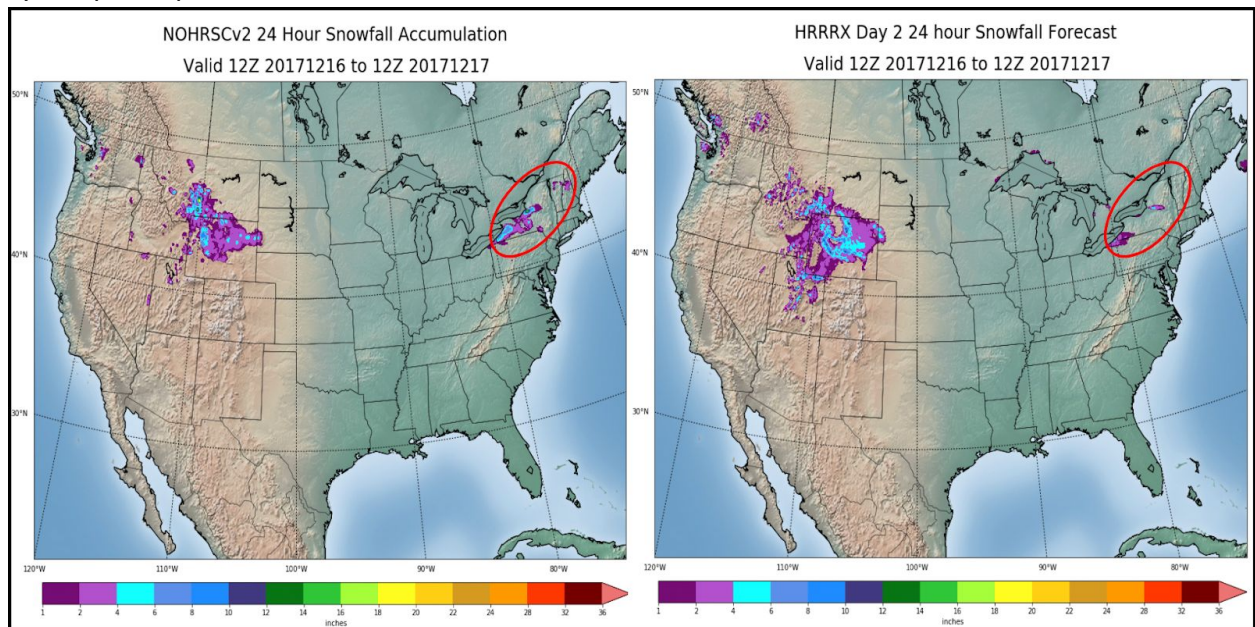 NOHRSCv2 24 Hour Snowfall Accumulation
Valid 12Z 20171216 to 12Z 20171217
50°N
40°N
30°N
120°W
110°W
100°W
90°W
80°W
1 2 4 6 8 10 12 14 16 18 20 22 24 28 32 36
inches
HRRRX Day 2 24 hour Snowfall Forecast
Valid 12Z 20171216 to 12Z 20171217
50°N
40°N
30°N
120°W
110°W
100°W
90°W
80°W
1 2 4 6 8 10 12 14 16 18 20 22 24 28 32 36
inches